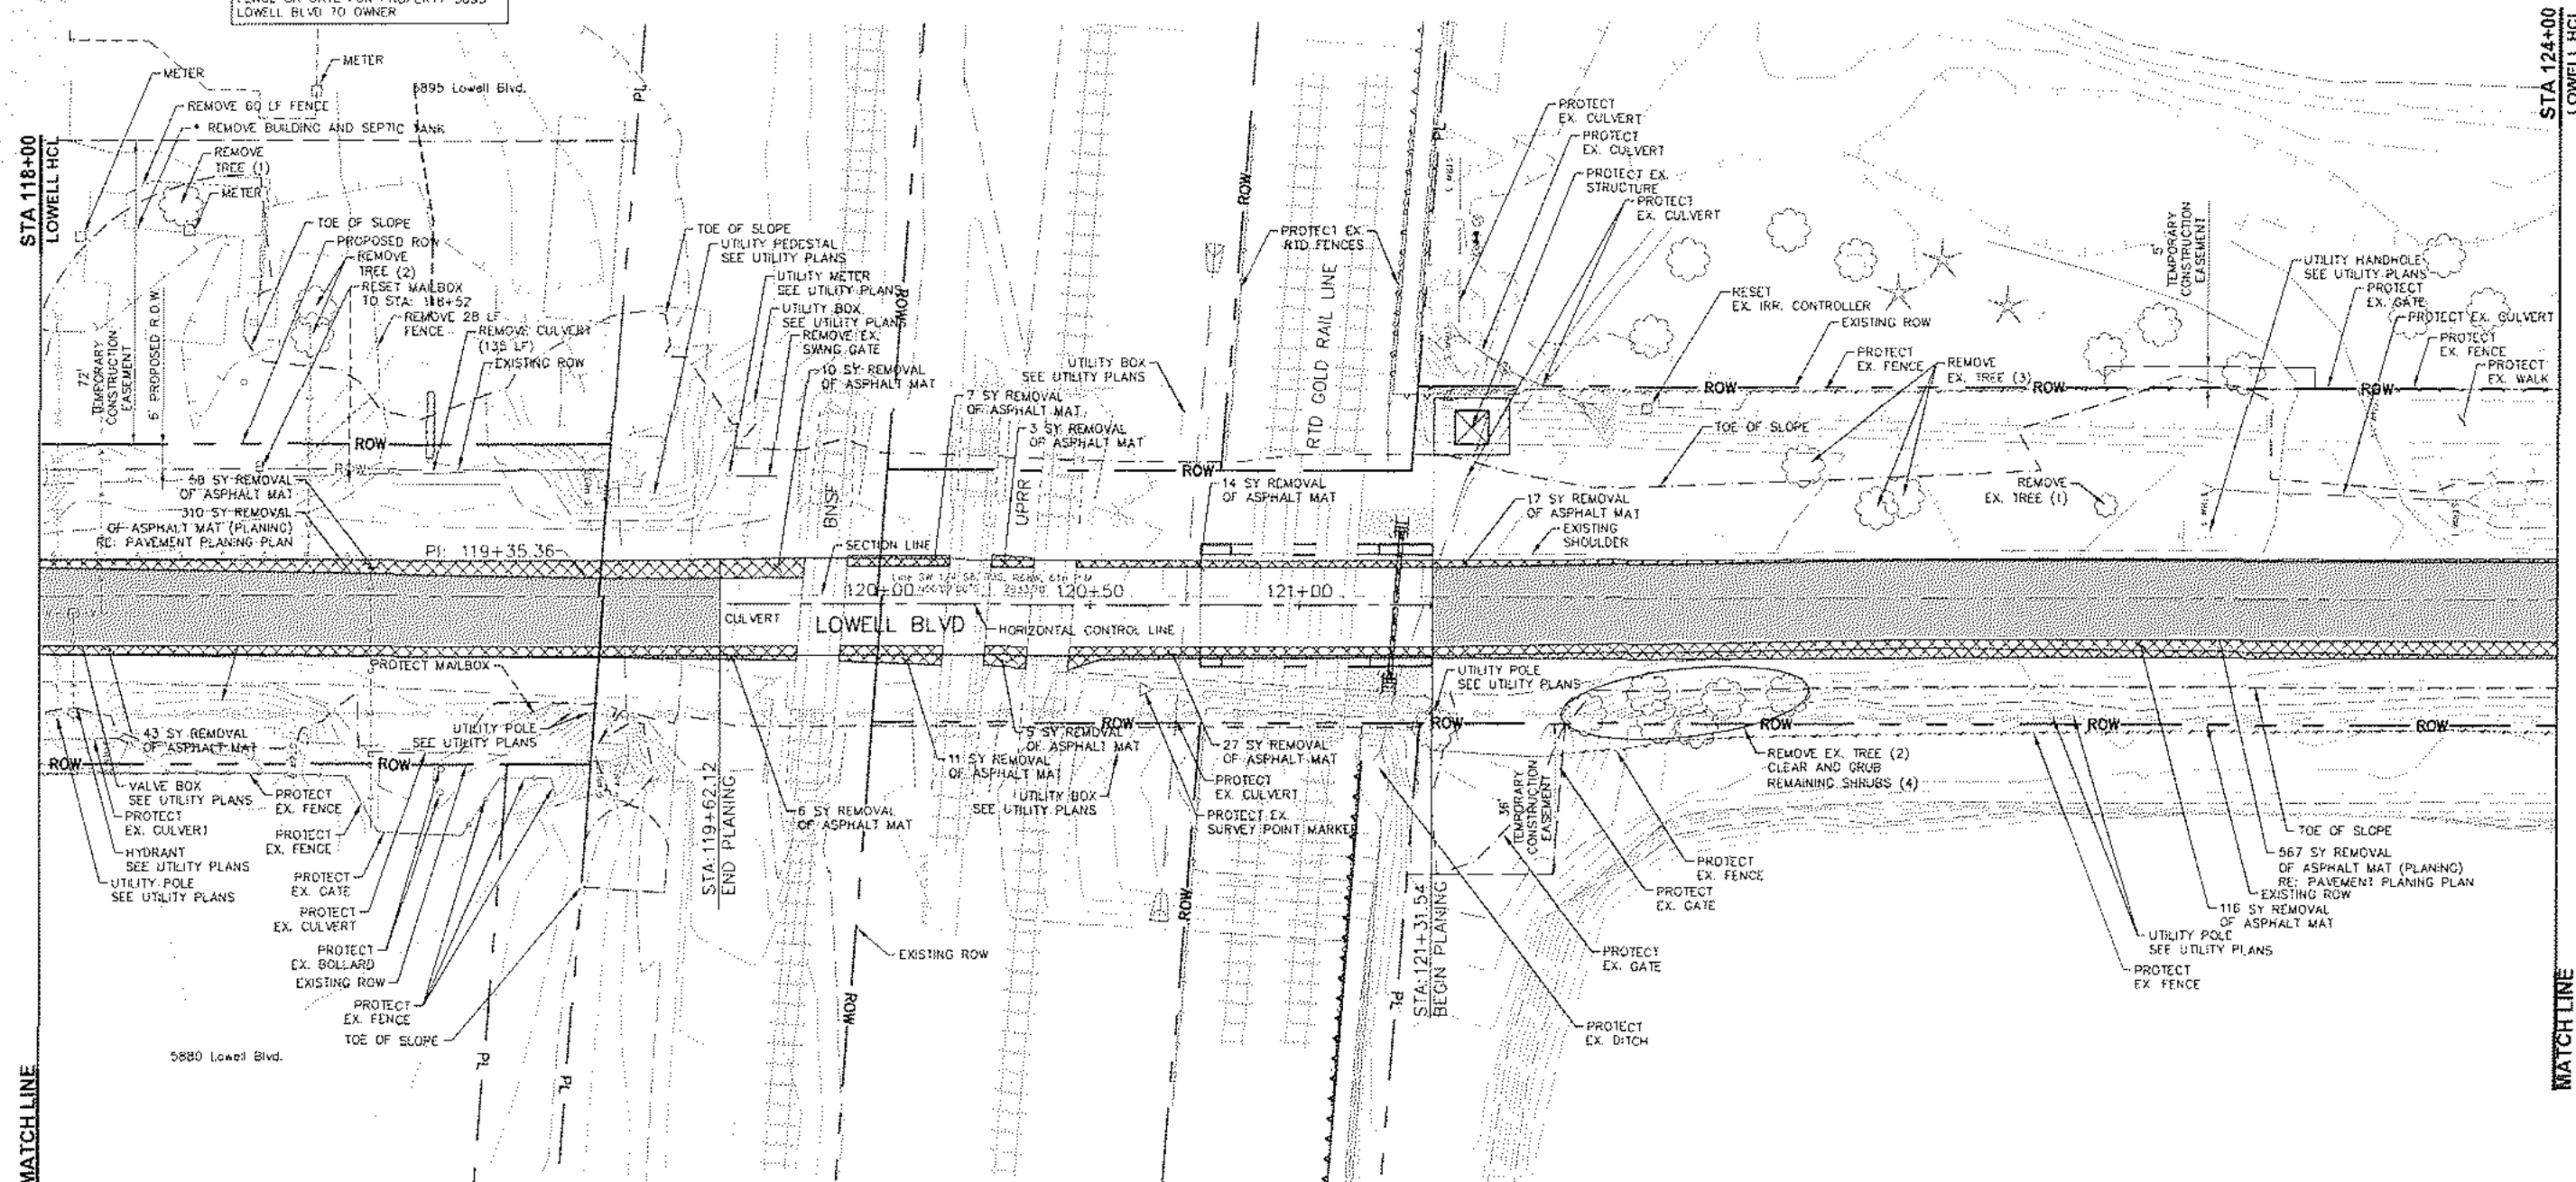 LOWELL BLVD TO OWNER
STA 118+00
LOWELL HCL
METER
METER
5895 Lowell Blvd.
REMOVE 60 LF FENCE
* REMOVE BUILDING AND SEPTIC TANK
REMOVE
TREE (1)
METER
TOE OF SLOPE
PROPOSED ROW
REMOVE
TREE (2)
RESET MAILBOX
TO STA: 118+52
REMOVE 28 LF
FENCE
REMOVE CULVERT
(135 LF)
EXISTING ROW
72'
TEMPORARY
CONSTRUCTION
EASEMENT
6' PROPOSED R.O.W.
ROW
ROW
58 SY REMOVAL
OF ASPHALT MAT
310 SY REMOVAL
OF ASPHALT MAT (PLANING)
RE: PAVEMENT PLANING PLAN
PI: 119+35.36
PL
TOE OF SLOPE
UTILITY PEDESTAL
SEE UTILITY PLANS
UTILITY METER
SEE UTILITY PLANS
UTILITY BOX
SEE UTILITY PLANS
REMOVE EX.
SWING GATE
10 SY REMOVAL
OF ASPHALT MAT
7 SY REMOVAL
OF ASPHALT MAT
3 SY REMOVAL
OF ASPHALT MAT
ROW
BNSF
UPRR
SECTION LINE
UTILITY BOX
SEE UTILITY PLANS
ROW
PROTECT EX.
RTD FENCES
RTD GOLD RAIL LINE
ROW
14 SY REMOVAL
OF ASPHALT MAT
PL
PROTECT
EX. CULVERT
PROTECT
EX. CULVERT
PROTECT EX.
STRUCTURE
PROTECT
EX. CULVERT
RESET
EX. IRR. CONTROLLER
EXISTING ROW
PROTECT
EX. FENCE
REMOVE
EX. TREE (3)
ROW
ROW
ROW
TOE OF SLOPE
17 SY REMOVAL
OF ASPHALT MAT
EXISTING
SHOULDER
REMOVE
EX. TREE (1)
5'
TEMPORARY
CONSTRUCTION
EASEMENT
UTILITY HANDHOLE
SEE UTILITY PLANS
PROTECT
EX. GATE
PROTECT EX. CULVERT
PROTECT
EX. FENCE
PROTECT
EX. WALK
STA 124+00
LOWELL HCL
120+00
120+50
121+00
CULVERT
LOWELL BLVD
HORIZONTAL CONTROL LINE
PROTECT MAILBOX
UTILITY POLE
SEE UTILITY PLANS
43 SY REMOVAL
OF ASPHALT MAT
ROW
ROW
VALVE BOX
SEE UTILITY PLANS
PROTECT
EX. CULVERT
HYDRANT
SEE UTILITY PLANS
UTILITY POLE
SEE UTILITY PLANS
PROTECT
EX. FENCE
PROTECT
EX. FENCE
PROTECT
EX. GATE
PROTECT
EX. CULVERT
PROTECT
EX. BOLLARD
EXISTING ROW
PROTECT
EX. FENCE
TOE OF SLOPE
5880 Lowell Blvd.
PL
PL
STA: 119+62.12
END PLANING
6 SY REMOVAL
OF ASPHALT MAT
11 SY REMOVAL
OF ASPHALT MAT
5 SY REMOVAL
OF ASPHALT MAT
UTILITY BOX
SEE UTILITY PLANS
27 SY REMOVAL
OF ASPHALT MAT
PROTECT
EX. CULVERT
PROTECT EX.
SURVEY POINT MARKER
EXISTING ROW
ROW
ROW
ROW
UTILITY POLE
SEE UTILITY PLANS
ROW
ROW
ROW
ROW
STA: 121+31.54
BEGIN PLANING
PL
36'
TEMPORARY
CONSTRUCTION
EASEMENT
REMOVE EX. TREE (2)
CLEAR AND GRUB
REMAINING SHRUBS (4)
PROTECT
EX. FENCE
PROTECT
EX. GATE
PROTECT
EX. GATE
PROTECT
EX. DITCH
TOE OF SLOPE
567 SY REMOVAL
OF ASPHALT MAT (PLANING)
RE: PAVEMENT PLANING PLAN
EXISTING ROW
116 SY REMOVAL
OF ASPHALT MAT
UTILITY POLE
SEE UTILITY PLANS
PROTECT
EX. FENCE
MATCH LINE
MATCH LINE